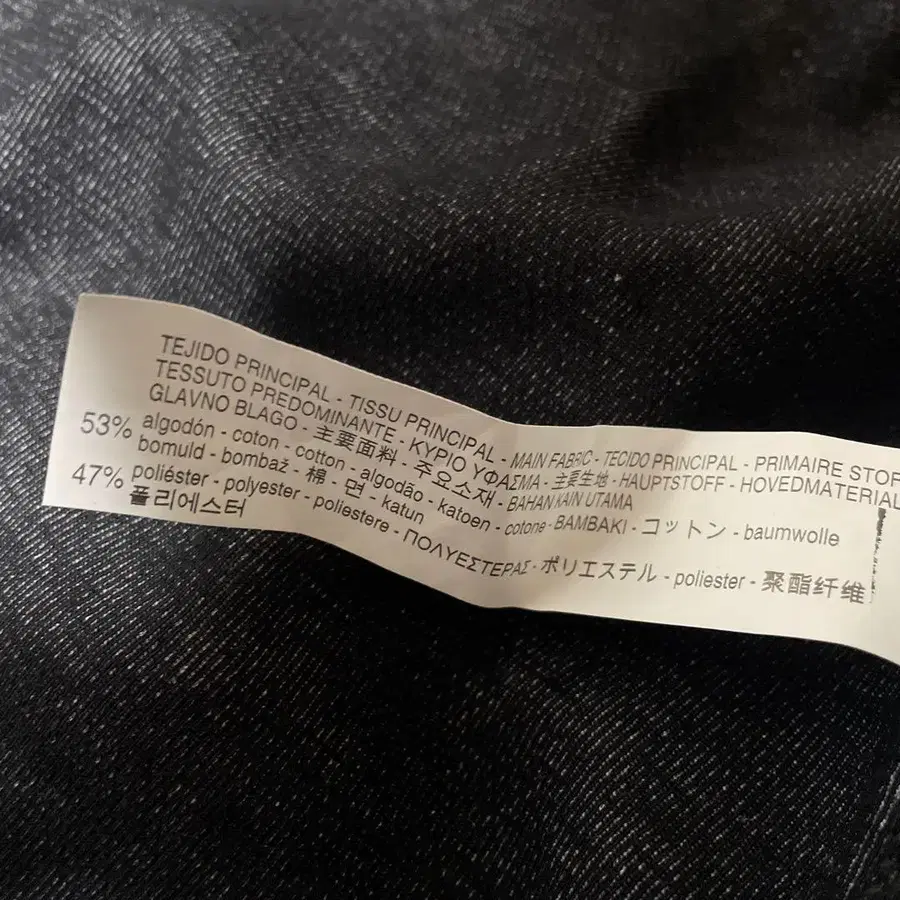 TEJIDO PRINCIPAL - TISSU PRINCIPAL - MAIN FABRIC - TECIDO PRINCIPAL - PRIMAIRE STOF
TESSUTO PREDOMINANTE - ΚΥΡΙΟ ΥΦΑΣΜΑ - 主要生地 - HAUPTSTOFF - HOVEDMATERIAL
GLAVNO BLAGO - 主要面料 - 주요소재 - BAHAN KAIN UTAMA
53% algodón - coton - cotton - algodão - katoen - cotone - BAMBAKI - コットン - baumwolle
bomuld - bombaž - 棉 - 면 - katun
47% poliéster - polyester - poliestere - ΠΟΛΥΕΣΤΕΡΑΣ - ポリエステル - poliester - 聚酯纤维
폴리에스터